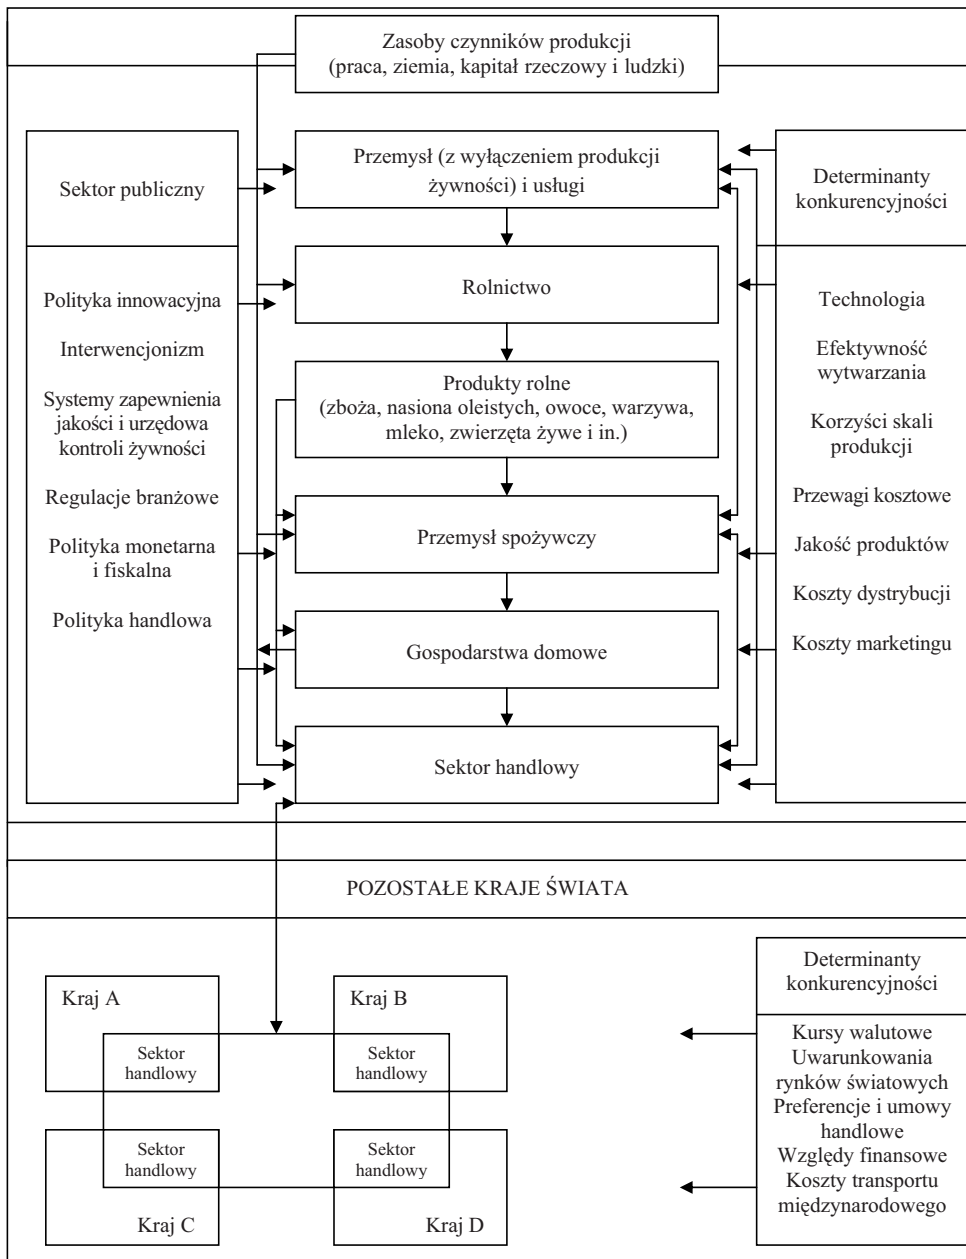 Zasoby czynników produkcji
(praca, ziemia, kapitał rzeczowy i ludzki)
Sektor publiczny
Polityka innowacyjna
Interwencjonizm
Systemy zapewnienia
jakości i urzędowa
kontroli żywności
Regulacje branżowe
Polityka monetarna
i fiskalna
Polityka handlowa
Przemysł (z wyłączeniem produkcji
żywności) i usługi
Rolnictwo
Produkty rolne
(zboża, nasiona oleistych, owoce, warzywa,
mleko, zwierzęta żywe i in.)
Przemysł spożywczy
Gospodarstwa domowe
Sektor handlowy
Determinanty
konkurencyjności
Technologia
Efektywność
wytwarzania
Korzyści skali
produkcji
Przewagi kosztowe
Jakość produktów
Koszty dystrybucji
Koszty marketingu
POZOSTAŁE KRAJE ŚWIATA
Kraj A
Sektor
handlowy
Kraj B
Sektor
handlowy
Sektor
handlowy
Kraj C
Sektor
handlowy
Kraj D
Determinanty
konkurencyjności
Kursy walutowe
Uwarunkowania
rynków światowych
Preferencje i umowy
handlowe
Względy finansowe
Koszty transportu
międzynarodowego